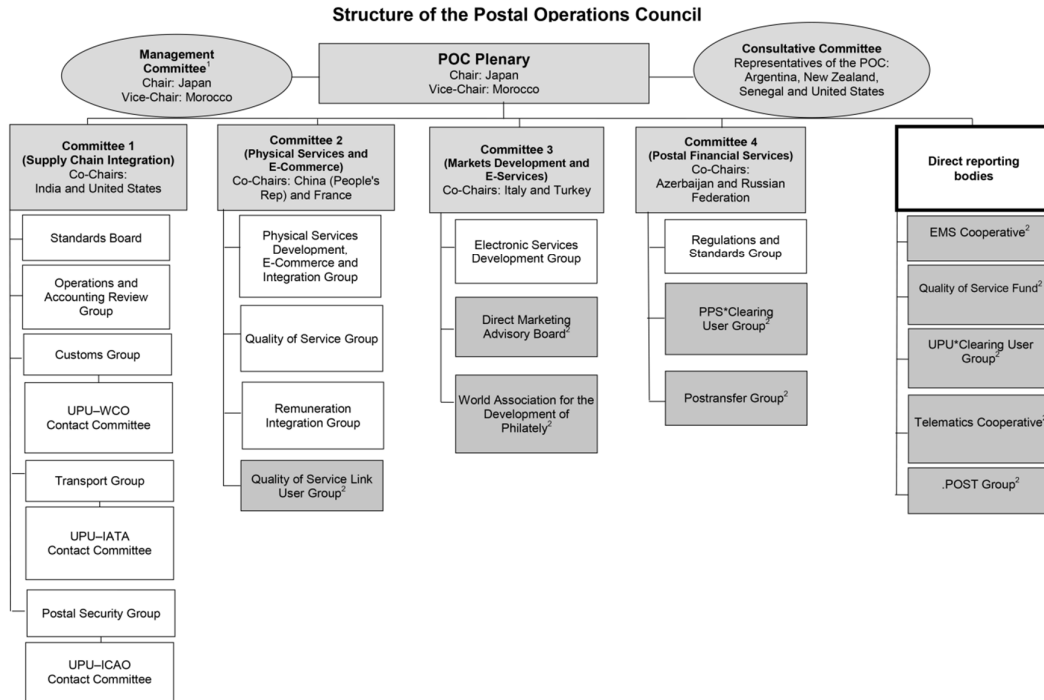 Structure of the Postal Operations Council
Management
Committee1
Chair: Japan
Vice-Chair: Morocco
POC Plenary
Chair: Japan
Vice-Chair: Morocco
Consultative Committee
Representatives of the POC:
Argentina, New Zealand,
Senegal and United States
Committee 1
(Supply Chain Integration)
Co-Chairs:
India and United States
Standards Board
Operations and
Accounting Review
Group
Customs Group
UPU–WCO
Contact Committee
Transport Group
UPU–IATA
Contact Committee
Postal Security Group
UPU–ICAO
Contact Committee
Committee 2
(Physical Services and
E-Commerce)
Co-Chairs: China (People's
Rep) and France
Physical Services
Development,
E-Commerce and
Integration Group
Quality of Service Group
Remuneration
Integration Group
Quality of Service Link
User Group2
Committee 3
(Markets Development and
E-Services)
Co-Chairs: Italy and Turkey
Electronic Services
Development Group
Direct Marketing
Advisory Board2
World Association for the
Development of
Philately2
Committee 4
(Postal Financial Services)
Co-Chairs:
Azerbaijan and Russian
Federation
Regulations and
Standards Group
PPS*Clearing
User Group2
Postransfer Group2
Direct reporting
bodies
EMS Cooperative2
Quality of Service Fund2
UPU*Clearing User
Group2
Telematics Cooperative2
.POST Group2